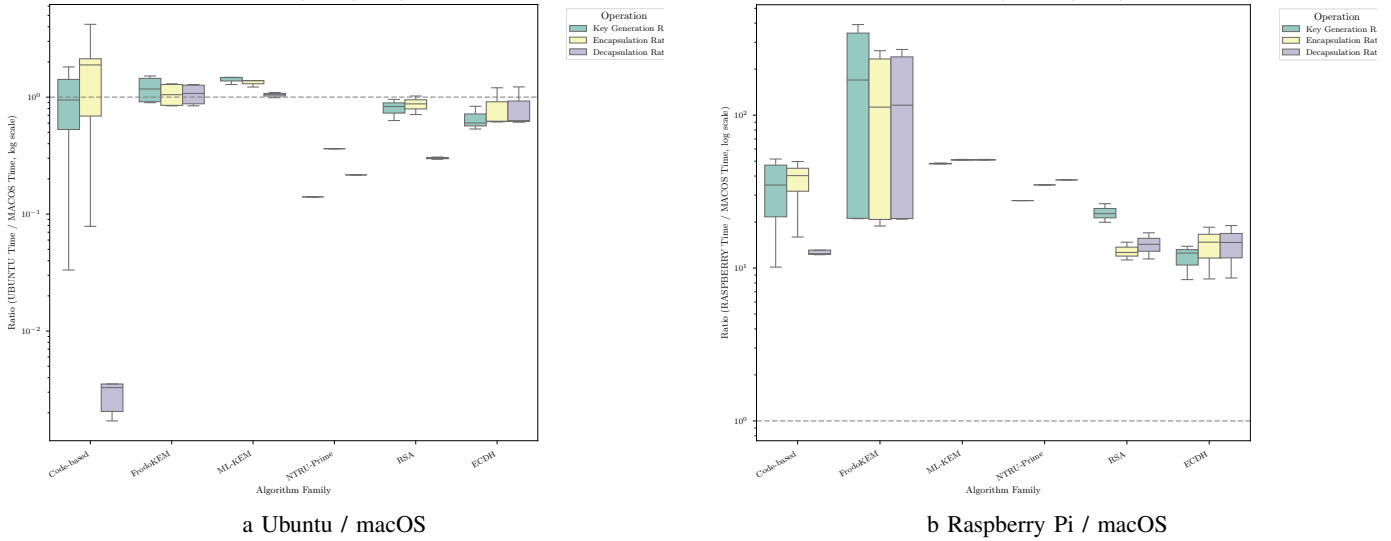 Operation
Key Generation R
Encapsulation Rat
Decapsulation Rat
Ratio (UBUNTU Time / MACOS Time, log scale)
10⁰
10⁻¹
10⁻²
Code-based
FrodoKEM
ML-KEM
NTRU-Prime
RSA
ECDH
Algorithm Family
a Ubuntu / macOS
Operation
Key Generation R
Encapsulation Rat
Decapsulation Rat
Ratio (RASPBERRY Time / MACOS Time, log scale)
10²
10¹
10⁰
Code-based
FrodoKEM
ML-KEM
NTRU-Prime
RSA
ECDH
Algorithm Family
b Raspberry Pi / macOS